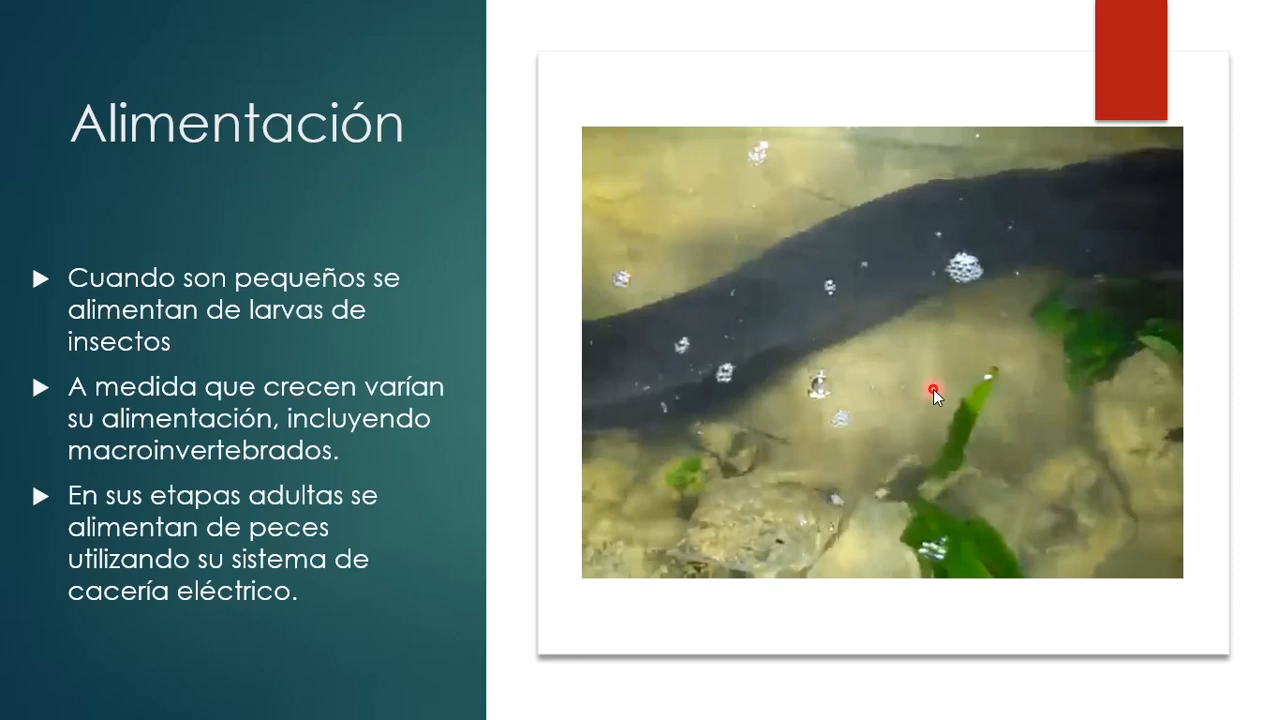 Alimentación
Cuando son pequeños se
alimentan de larvas de
insectos
A medida que crecen varían
su alimentación, incluyendo
macroinvertebrados.
En sus etapas adultas se
alimentan de peces
utilizando su sistema de
cacería eléctrico.